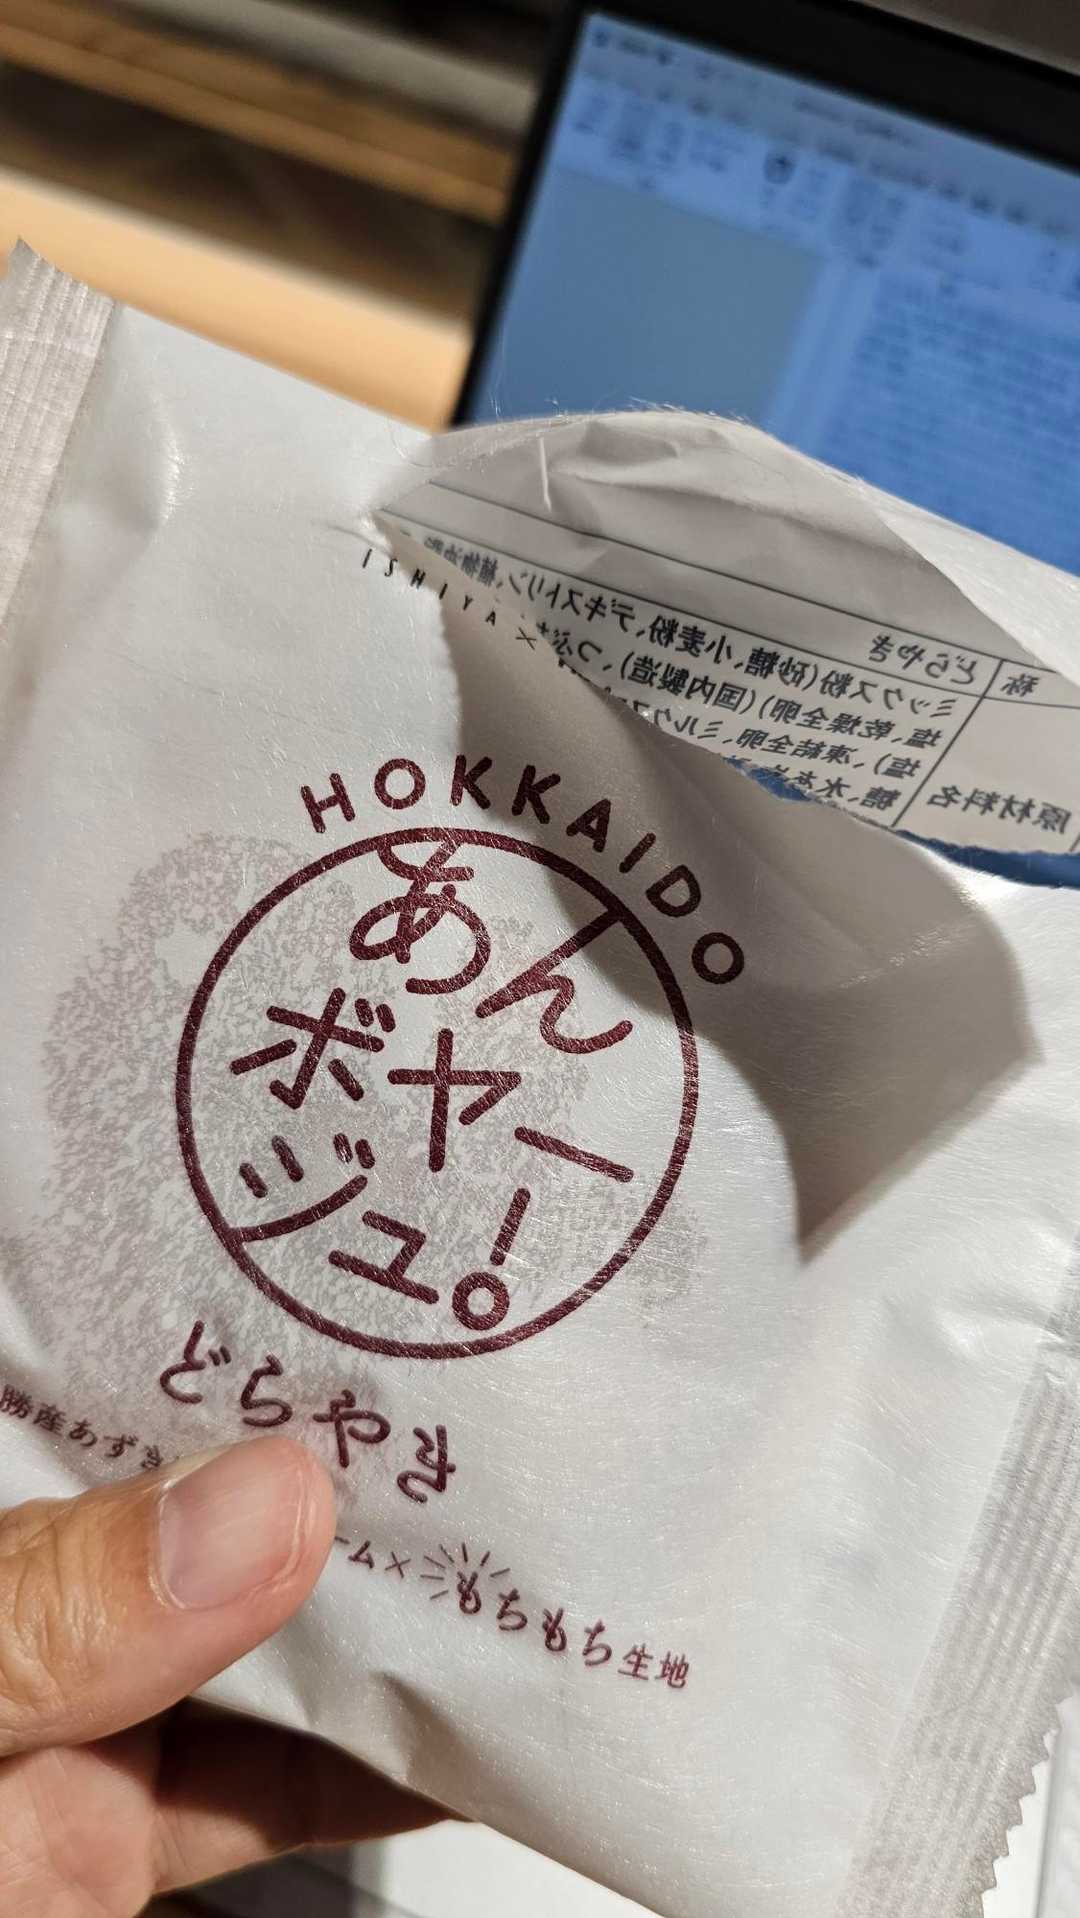 ISHIYA ×
HOKKAIDO
あん
ボヤー
ジュ!
どらやき
勝産あずき
ーム×もちもち生地
称
どらやき
原材料名
ミックス粉(砂糖、小麦粉、デキストリン、植物油脂
塩、乾燥全卵)(国内製造)、つぶあ
塩)、凍結全卵、ミルク
糖、水あめ